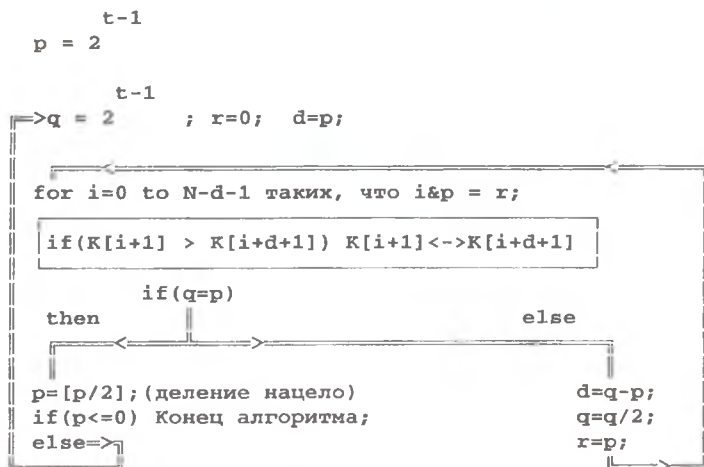 t-1
p = 2
t-1
=>q = 2 ; r=0; d=p;
for i=0 to N-d-1 таких, что i&p = r;
if(K[i+1] > K[i+d+1]) K[i+1]<->K[i+d+1]
if(q=p)
then else
p=[p/2];(деление нацело) d=q-p;
if(p<=0) Конец алгоритма; q=q/2;
else=> r=p;